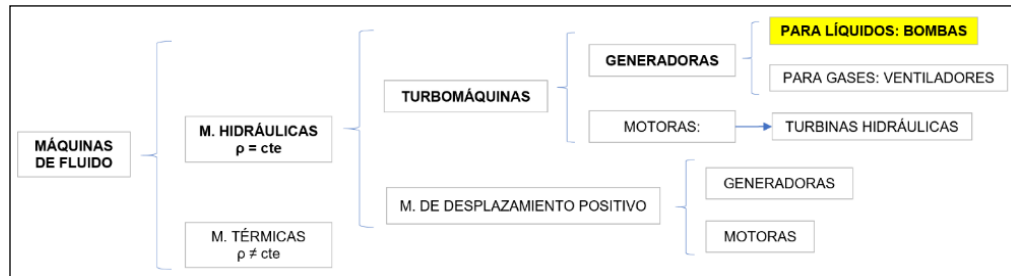 MÁQUINAS
DE FLUIDO
M. HIDRÁULICAS
ρ = cte
TURBOMÁQUINAS
GENERADORAS
PARA LÍQUIDOS: BOMBAS
PARA GASES: VENTILADORES
MOTORAS:
TURBINAS HIDRÁULICAS
M. DE DESPLAZAMIENTO POSITIVO
GENERADORAS
MOTORAS
M. TÉRMICAS
ρ ≠ cte